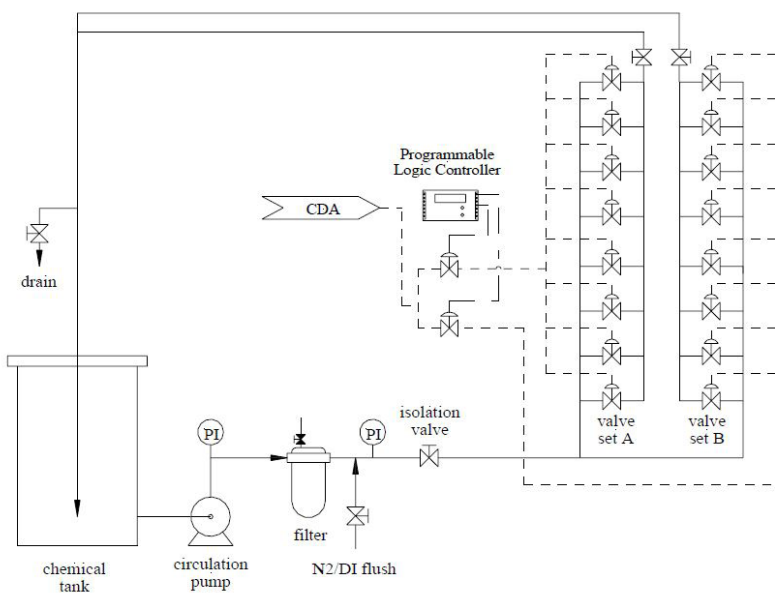 Programmable
Logic Controller
CDA
drain
PI
PI
isolation
valve
valve
set A
valve
set B
filter
chemical
tank
circulation
pump
N2/DI flush